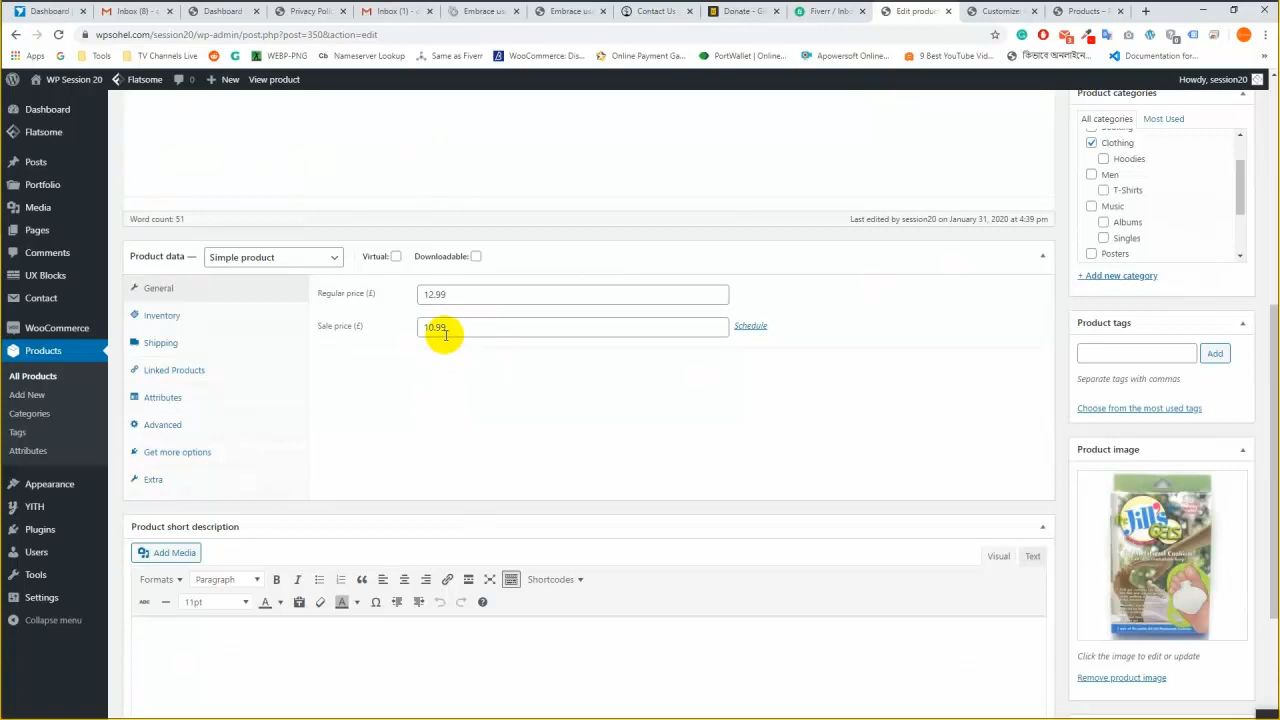 Dashboard
Inbox (8) - c
Dashboard
Privacy Polic
Inbox (1) - c
Embrace us
Embrace us
Contact Us
Donate - Gi
Fiverr / Inbo
Edit produc
Customize:
Products – F
wpsohel.com/session20/wp-admin/post.php?post=350&action=edit
Apps
Tools
TV Channels Live
WEBP-PNG
Nameserver Lookup
Same as Fiverr
WooCommerce: Dis...
Online Payment Ga...
PortWallet | Online...
Apowersoft Online...
9 Best YouTube Vid...
কিভাবে অনলাইনে...
Documentation for...
WP Session 20
Flatsome
0
New
View product
Howdy, session20
Dashboard
Flatsome
Posts
Portfolio
Media
Pages
Comments
UX Blocks
Contact
WooCommerce
Products
All Products
Add New
Categories
Tags
Attributes
Appearance
YITH
Plugins
Users
Tools
Settings
Collapse menu
Word count: 51
Last edited by session20 on January 31, 2020 at 4:39 pm
Product data —
Simple product
Virtual:
Downloadable:
General
Inventory
Shipping
Linked Products
Attributes
Advanced
Get more options
Extra
Regular price (£)
12.99
Sale price (£)
10.99
Schedule
Product short description
Add Media
Visual
Text
Formats
Paragraph
B
I
Shortcodes
ABC
11pt
A
A
Product categories
All categories
Most Used
Clothing
Hoodies
Men
T-Shirts
Music
Albums
Singles
Posters
+ Add new category
Product tags
Add
Separate tags with commas
Choose from the most used tags
Product image
Jill's
GELS
Click the image to edit or update
Remove product image